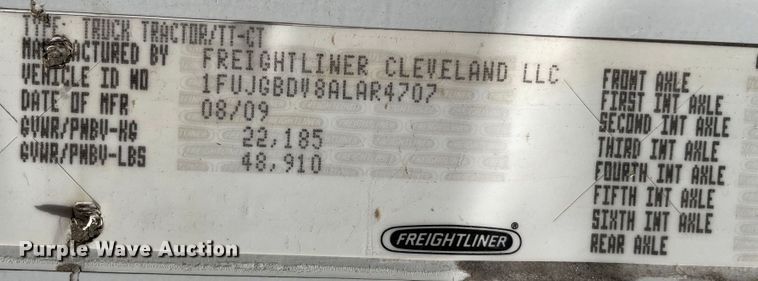 TYPE: TRUCK TRACTOR/TT-CT
MANUFACTURED BY FREIGHTLINER CLEVELAND LLC
VEHICLE ID NO 1FUJGBDV8ALAR4707
DATE OF MFR 08/09
GVWR/PNBV-KG 22,185
GVWR/PNBV-LBS 48,910
FRONT AXLE
FIRST INT AXLE
SECOND INT AXLE
THIRD INT AXLE
FOURTH INT AXLE
FIFTH INT AXLE
SIXTH INT AXLE
REAR AXLE
FREIGHTLINER®
Purple Wave Auction